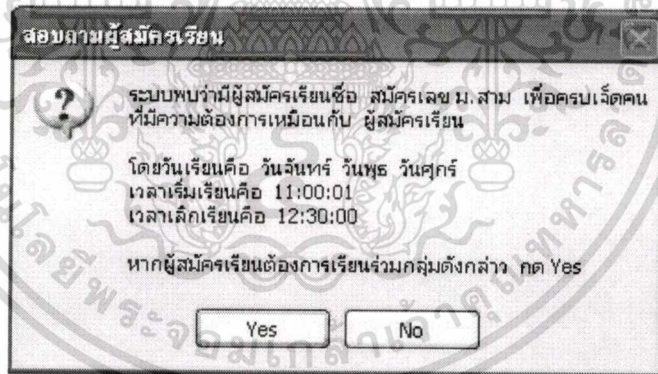 สอบถามผู้สมัครเรียน
ระบบพบว่ามีผู้สมัครเรียนชื่อ สมัครเลข ม.สาม เพื่อครบเจ็ดคน
ที่มีความต้องการเหมือนกับ ผู้สมัครเรียน
โดยวันเรียนคือ วันจันทร์ วันพุธ วันศุกร์
เวลาเริ่มเรียนคือ 11:00:01
เวลาเลิกเรียนคือ 12:30:00
หากผู้สมัครเรียนต้องการเรียนร่วมกลุ่มดังกล่าว กด Yes
Yes No